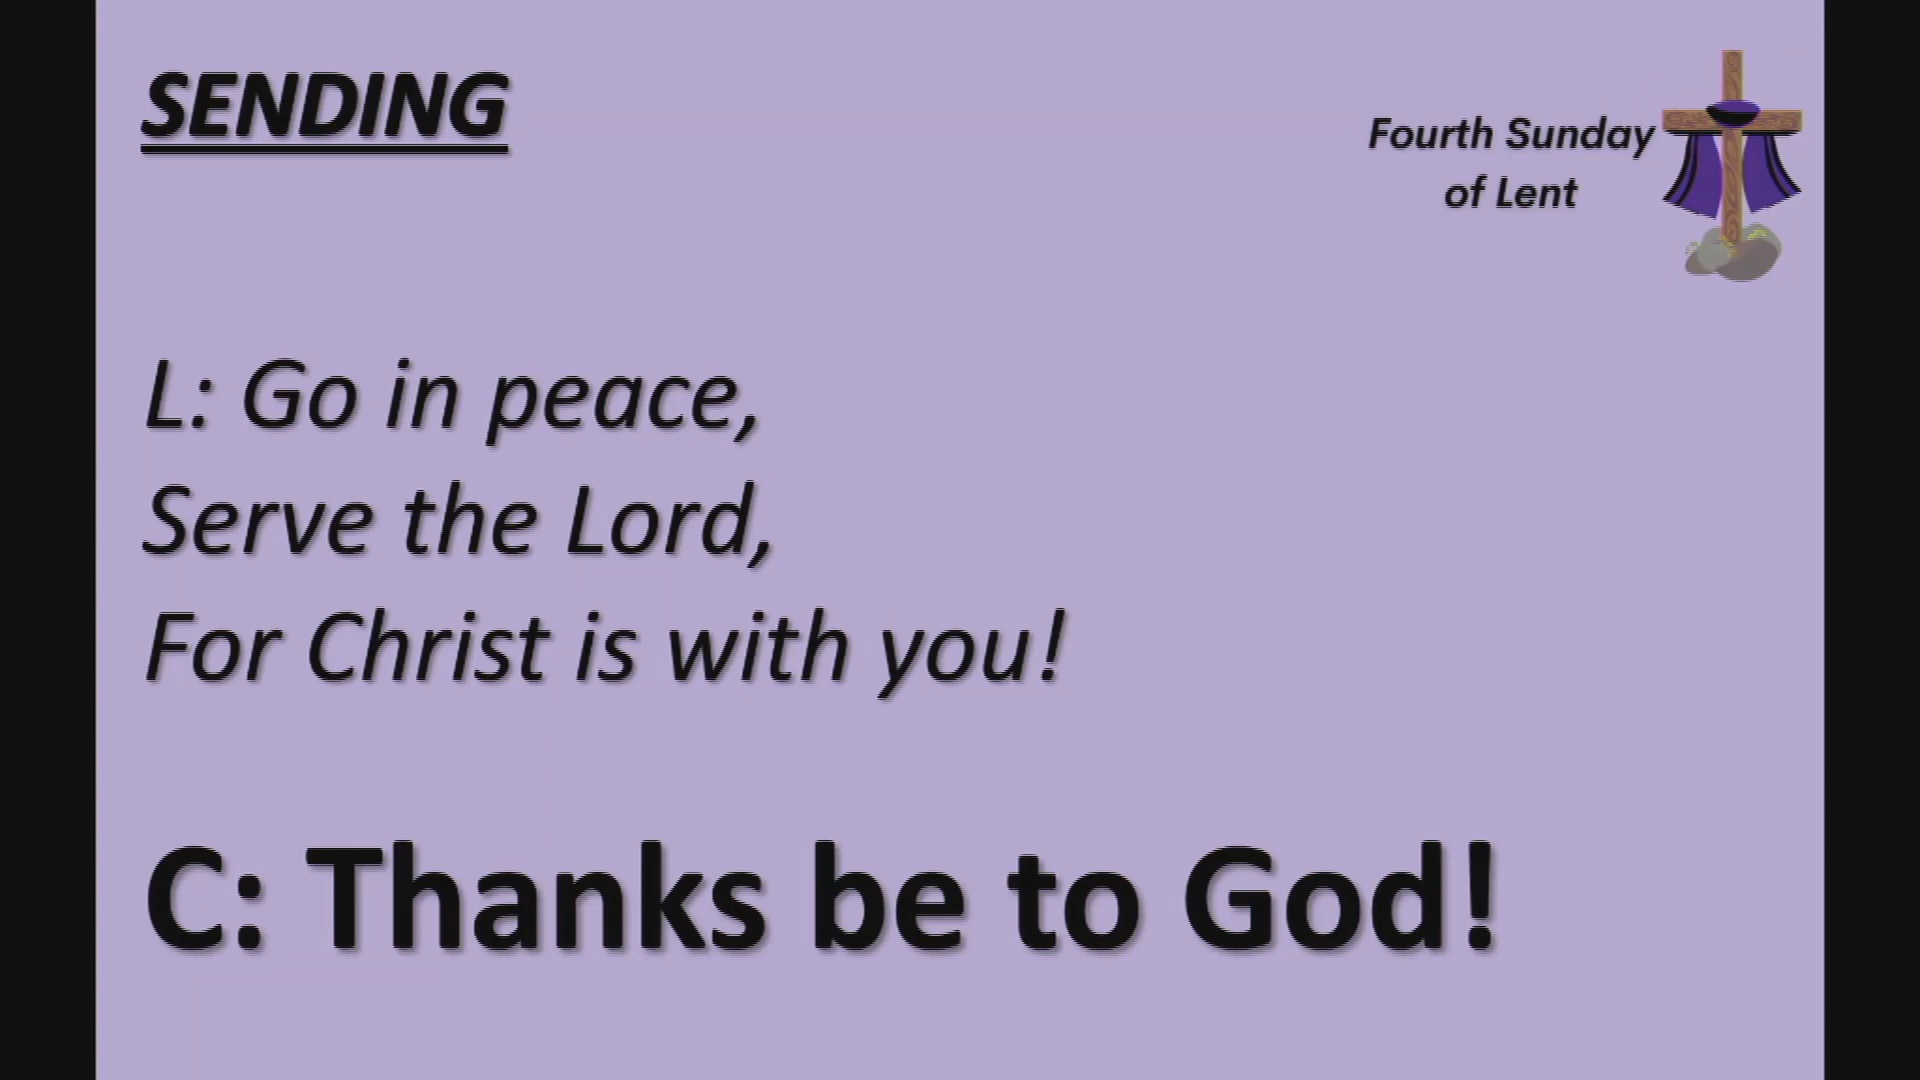 SENDING
Fourth Sunday
of Lent
L: Go in peace,
Serve the Lord,
For Christ is with you!
C: Thanks be to God!